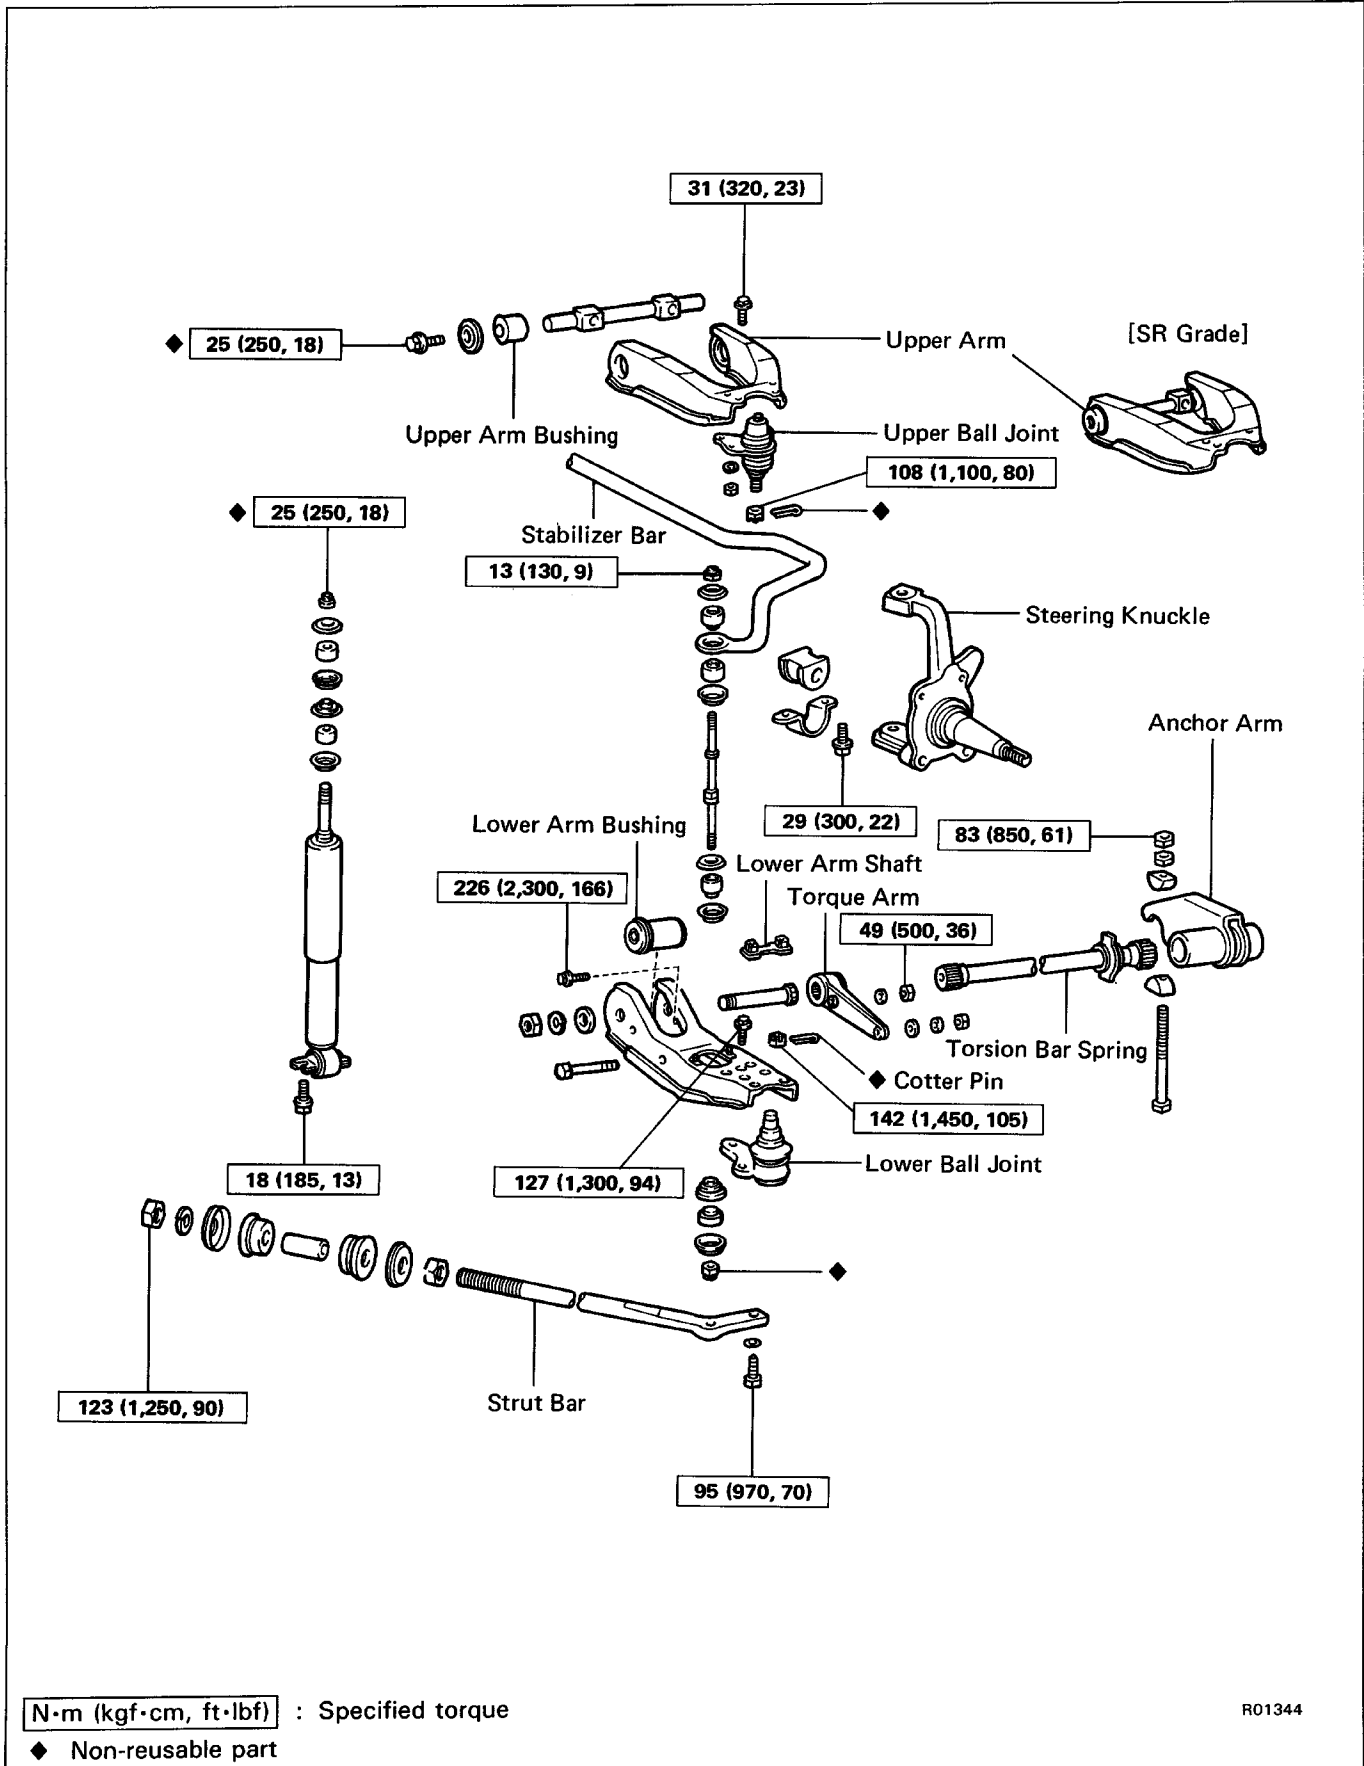 31 (320, 23)
◆ 25 (250, 18)
Upper Arm
[SR Grade]
Upper Arm Bushing
Upper Ball Joint
108 (1,100, 80)
◆
◆ 25 (250, 18)
Stabilizer Bar
13 (130, 9)
Steering Knuckle
Anchor Arm
29 (300, 22)
Lower Arm Bushing
83 (850, 61)
Lower Arm Shaft
226 (2,300, 166)
Torque Arm
49 (500, 36)
Torsion Bar Spring
◆ Cotter Pin
142 (1,450, 105)
Lower Ball Joint
18 (185, 13)
127 (1,300, 94)
◆
Strut Bar
123 (1,250, 90)
95 (970, 70)
N·m (kgf·cm, ft·lbf) : Specified torque
R01344
◆ Non-reusable part